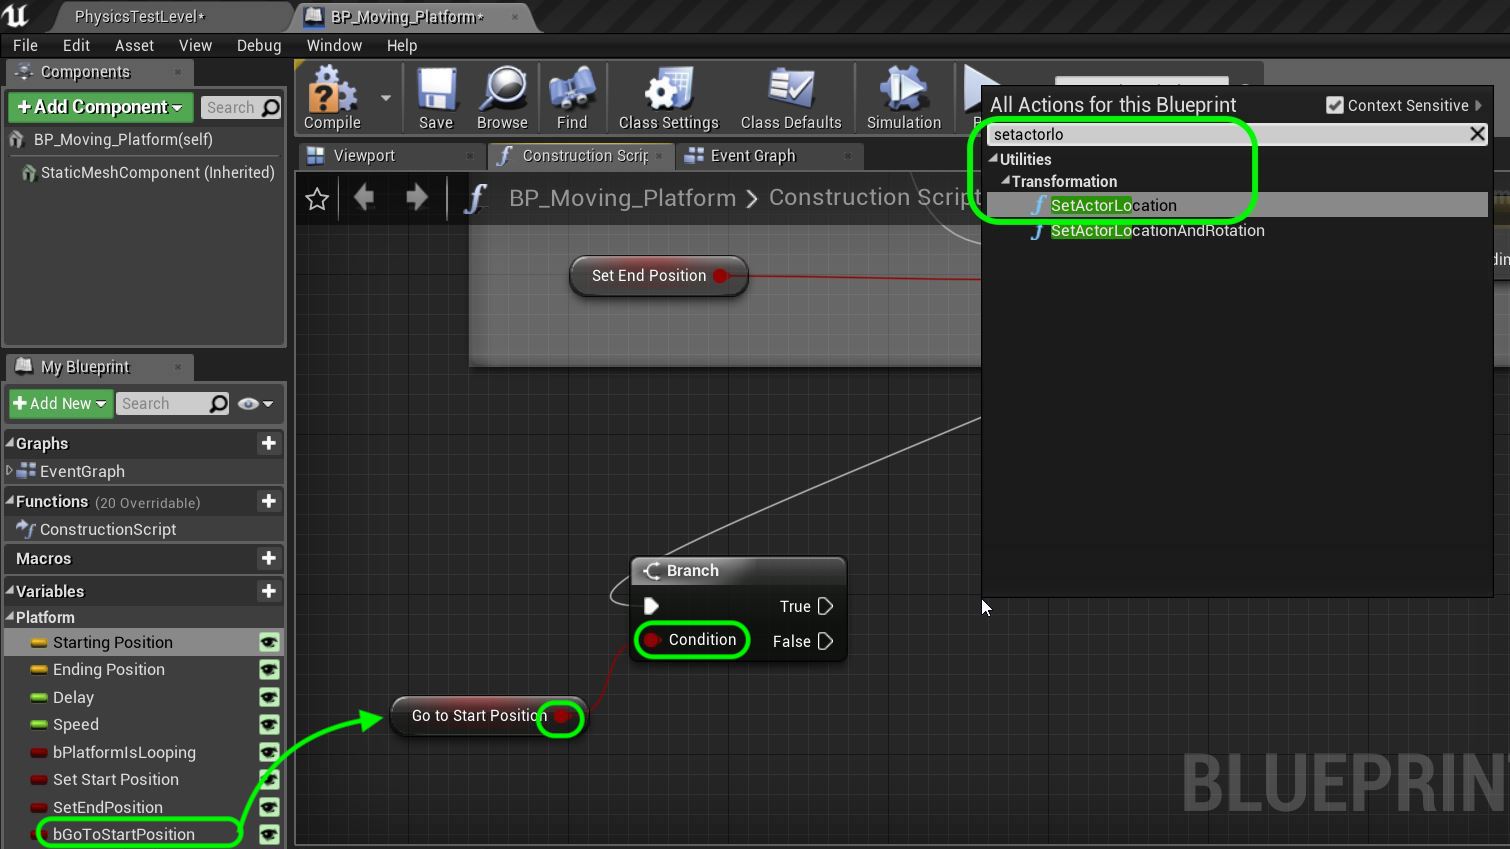 PhysicsTestLevel*
BP_Moving_Platform*
File Edit Asset View Debug Window Help
Components
+Add Component
Search
BP_Moving_Platform(self)
StaticMeshComponent (Inherited)
Compile Save Browse Find Class Settings Class Defaults Simulation
Viewport Construction Scrip Event Graph
BP_Moving_Platform > Construction Script
All Actions for this Blueprint
Context Sensitive
setactorlo
Utilities
Transformation
SetActorLocation
SetActorLocationAndRotation
Set End Position
My Blueprint
+ Add New
Search
Graphs
EventGraph
Functions (20 Overridable)
ConstructionScript
Macros
Variables
Platform
Starting Position
Ending Position
Delay
Speed
bPlatformIsLooping
Set Start Position
SetEndPosition
bGoToStartPosition
Branch
True
Condition
False
Go to Start Position
BLUEPRIN